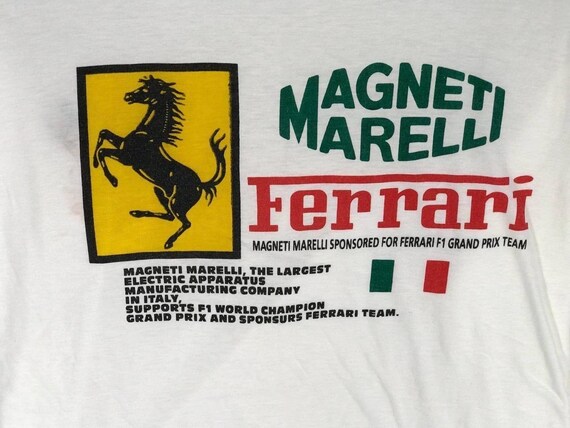 MAGNETI
MARELLI
Ferrari
MAGNETI MARELLI SPONSORED FOR FERRARI F1 GRAND PRIX TEAM
MAGNETI MARELLI, THE LARGEST
ELECTRIC APPARATUS
MANUFACTURING COMPANY
IN ITALY,
SUPPORTS F1 WORLD CHAMPION
GRAND PRIX AND SPONSURS FERRARI TEAM.